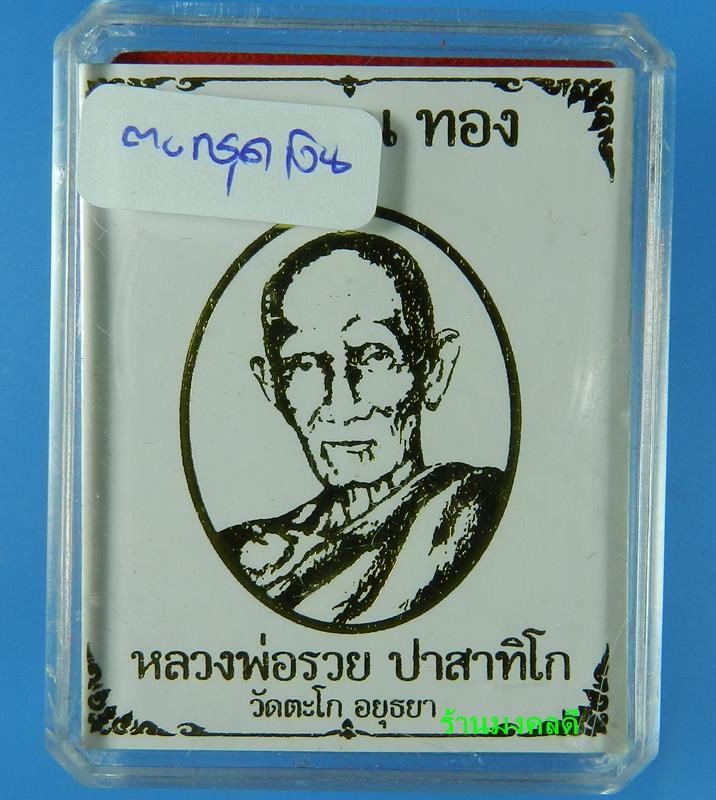 ทอง
ตะกรุดเงิน
หลวงพ่อรวย ปาสาทิโก
วัดตะโก อยุธยา
ร้านมงคลดี